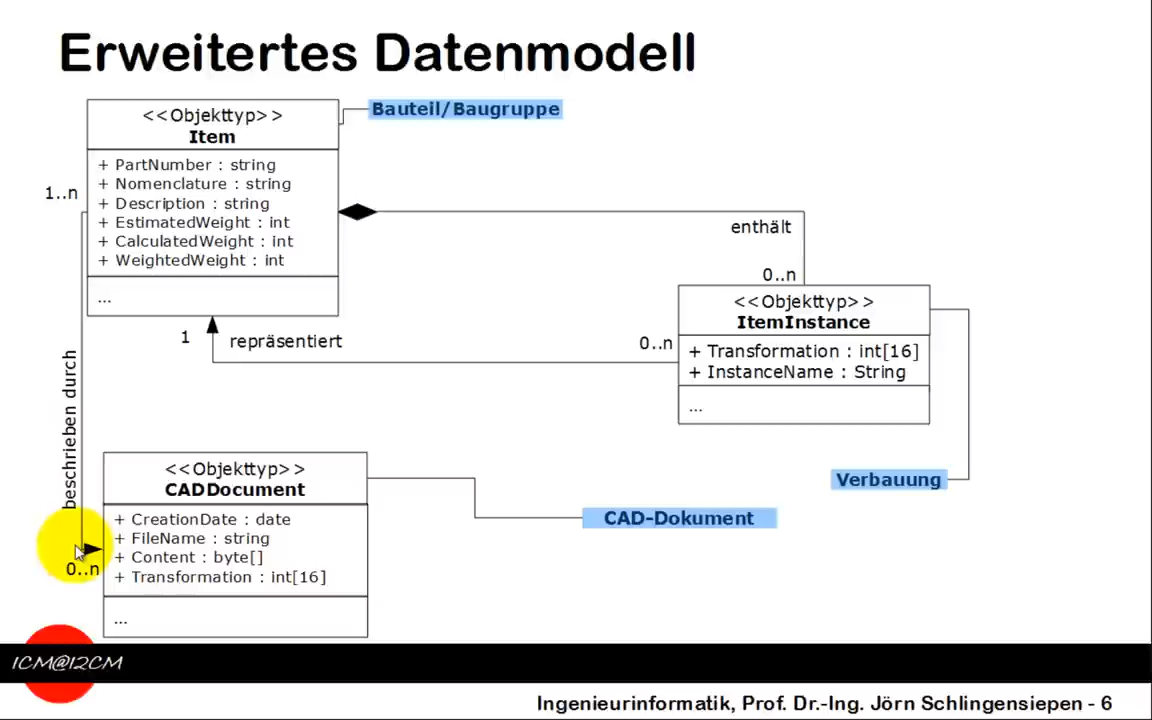 Erweitertes Datenmodell
Bauteil/Baugruppe
<<Objekttyp>>
Item
+ PartNumber : string
+ Nomenclature : string
+ Description : string
+ EstimatedWeight : int
+ CalculatedWeight : int
+ WeightedWeight : int
...
1..n
enthält
0..n
<<Objekttyp>>
ItemInstance
+ Transformation : int[16]
+ InstanceName : String
...
1
repräsentiert
0..n
beschrieben durch
<<Objekttyp>>
CADDocument
+ CreationDate : date
+ FileName : string
+ Content : byte[]
+ Transformation : int[16]
...
0..n
Verbauung
CAD-Dokument
1CM@12CM
Ingenieurinformatik, Prof. Dr.-Ing. Jörn Schlingensiepen - 6